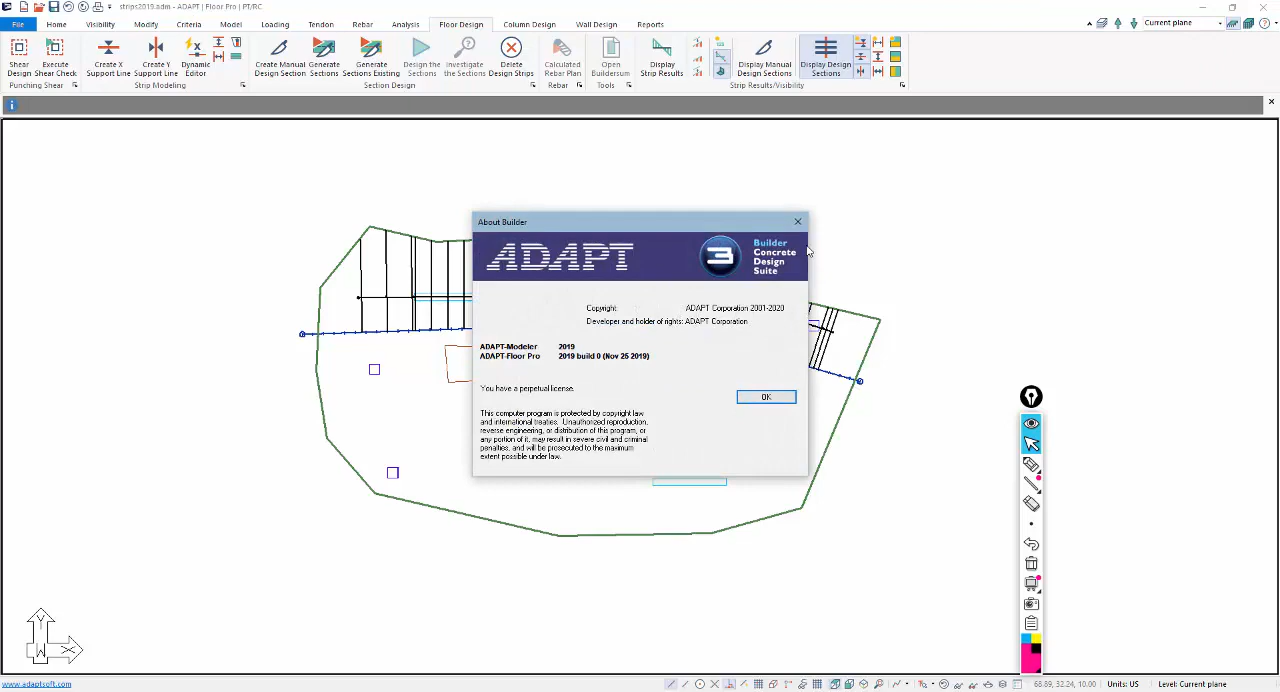 strips2019.adm - ADAPT | Floor Pro | PT/RC
File Home Visibility Modify Criteria Model Loading Tendon Rebar Analysis Floor Design Column Design Wall Design Reports Current plane
Shear Design
Execute Shear Check
Create X Support Line
Create Y Support Line
Dynamic Editor
Create Manual Design Section
Generate Sections
Generate Sections Existing
Design the Sections
Investigate the Sections
Delete Design Strips
Calculated Rebar Plan
Open Buildersum
Display Strip Results
Display Manual Design Sections
Display Design Sections
Punching Shear Strip Modeling Section Design Rebar Tools Strip Results/Visibility
About Builder
ADAPT
Builder
Concrete
Design
Suite
Copyright: ADAPT Corporation 2001-2020
Developer and holder of rights: ADAPT Corporation
ADAPT-Modeler 2019
ADAPT-Floor Pro 2019 build 0 (Nov 25 2019)
You have a perpetual license.
OK
This computer program is protected by copyright law
and international treaties. Unauthorized reproduction,
reverse engineering, or distribution of this program, or
any portion of it, may result in severe civil and criminal
penalties, and will be prosecuted to the maximum
extent possible under law.
Y
W X
www.adaptsoft.com
68.89, 32.24, 10.00 Units: US Level: Current plane